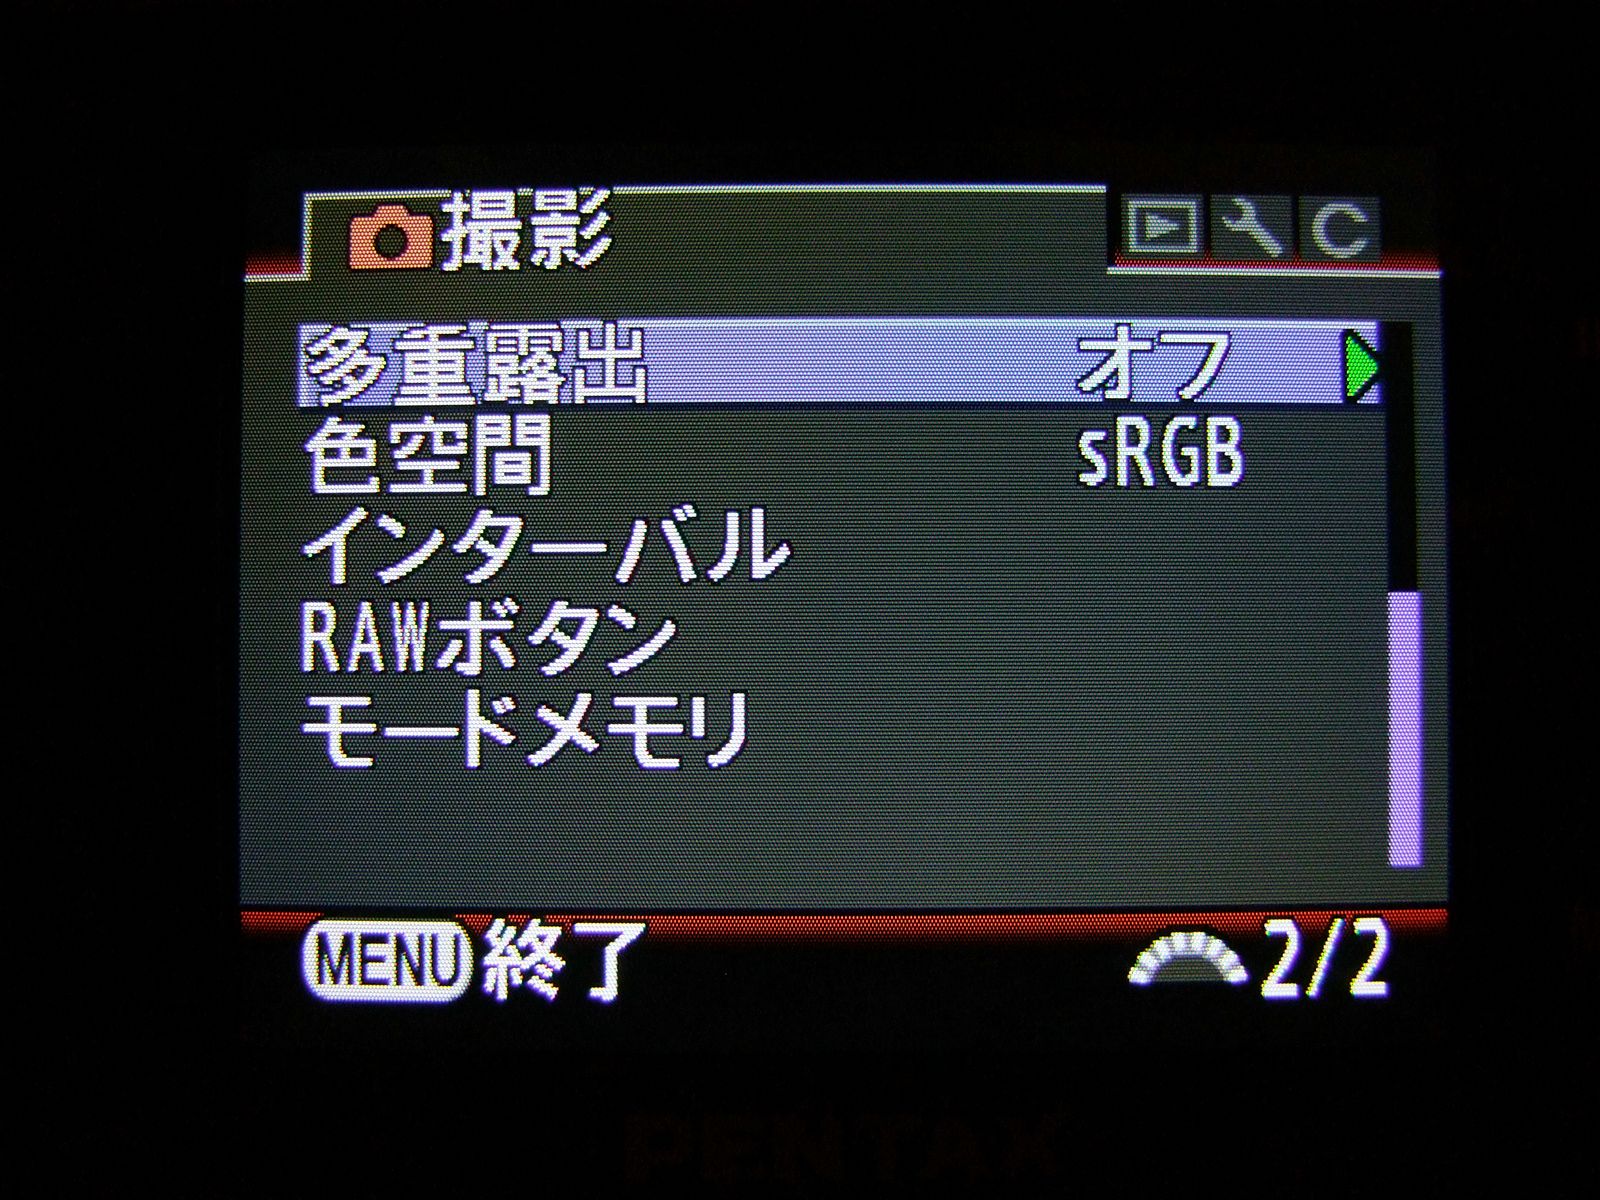 撮影
C
多重露出 オフ
色空間 sRGB
インターバル
RAWボタン
モードメモリ
MENU 終了 2/2
PENTAX